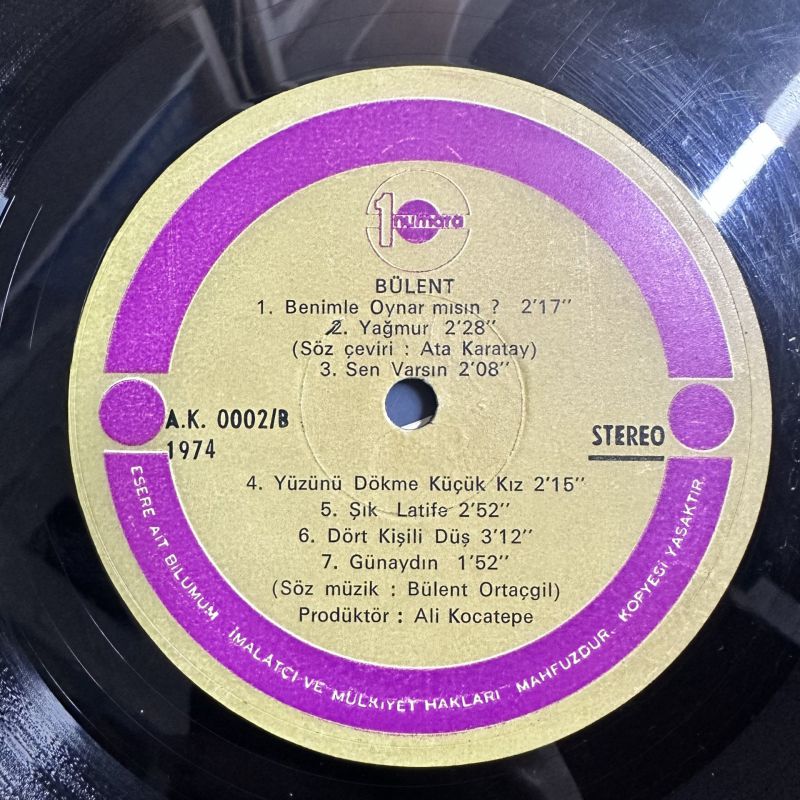 1 numara
BÜLENT
1. Benimle Oynar mısın ? 2'17''
2. Yağmur 2'28''
(Söz çeviri : Ata Karatay)
3. Sen Varsın 2'08''
A.K. 0002/B
1974
STEREO
4. Yüzünü Dökme Küçük Kız 2'15''
5. Şık Latife 2'52''
6. Dört Kişili Düş 3'12''
7. Günaydın 1'52''
(Söz müzik : Bülent Ortaçgil)
Prodüktör : Ali Kocatepe
ESERE AİT BİLUMUM İMALATÇI VE MÜLKİYET HAKLARI MAHFUZDUR. KOPYESİ YASAKTIR.